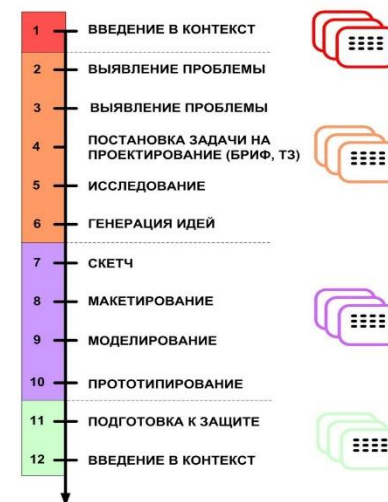 1 ВВЕДЕНИЕ В КОНТЕКСТ
2 ВЫЯВЛЕНИЕ ПРОБЛЕМЫ
3 ВЫЯВЛЕНИЕ ПРОБЛЕМЫ
4 ПОСТАНОВКА ЗАДАЧИ НА
ПРОЕКТИРОВАНИЕ (БРИФ, ТЗ)
5 ИССЛЕДОВАНИЕ
6 ГЕНЕРАЦИЯ ИДЕЙ
7 СКЕТЧ
8 МАКЕТИРОВАНИЕ
9 МОДЕЛИРОВАНИЕ
10 ПРОТОТИПИРОВАНИЕ
11 ПОДГОТОВКА К ЗАЩИТЕ
12 ВВЕДЕНИЕ В КОНТЕКСТ